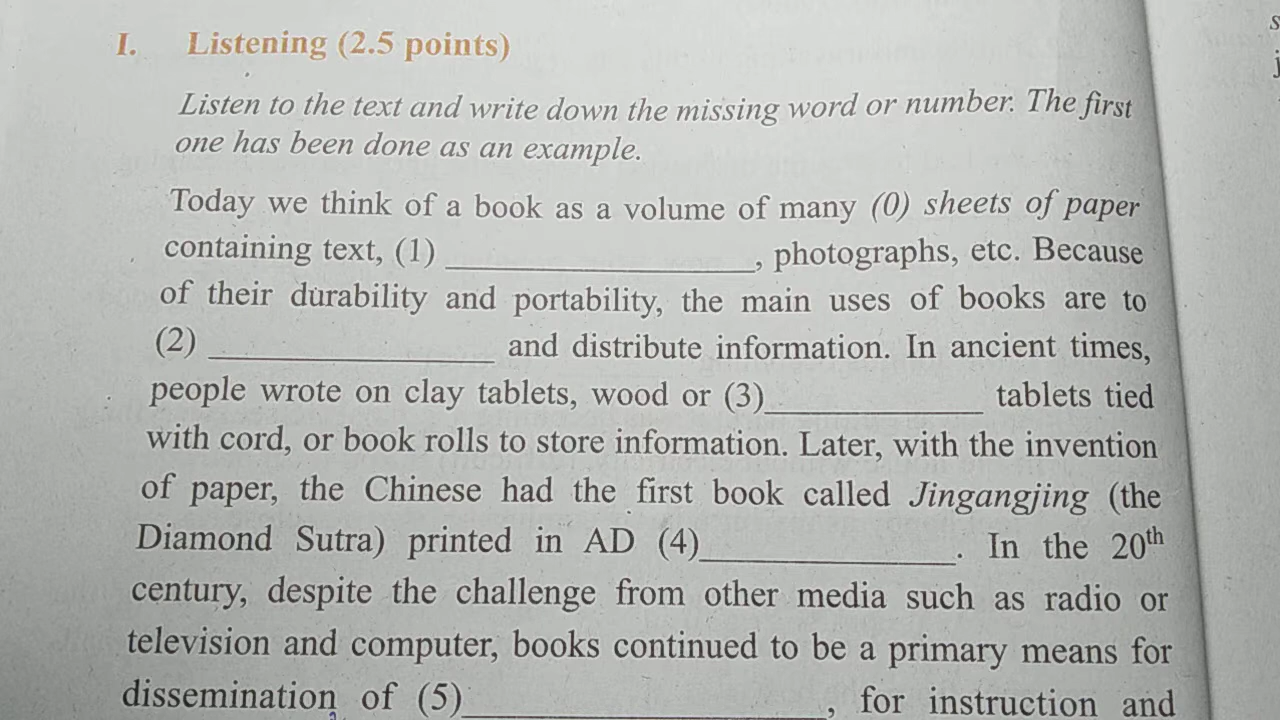 I. Listening (2.5 points)
Listen to the text and write down the missing word or number. The first
one has been done as an example.
Today we think of a book as a volume of many (0) sheets of paper
containing text, (1) ____________, photographs, etc. Because
of their durability and portability, the main uses of books are to
(2) ____________ and distribute information. In ancient times,
people wrote on clay tablets, wood or (3)____________ tablets tied
with cord, or book rolls to store information. Later, with the invention
of paper, the Chinese had the first book called Jingangjing (the
Diamond Sutra) printed in AD (4)____________. In the 20th
century, despite the challenge from other media such as radio or
television and computer, books continued to be a primary means for
dissemination of (5)____________, for instruction and